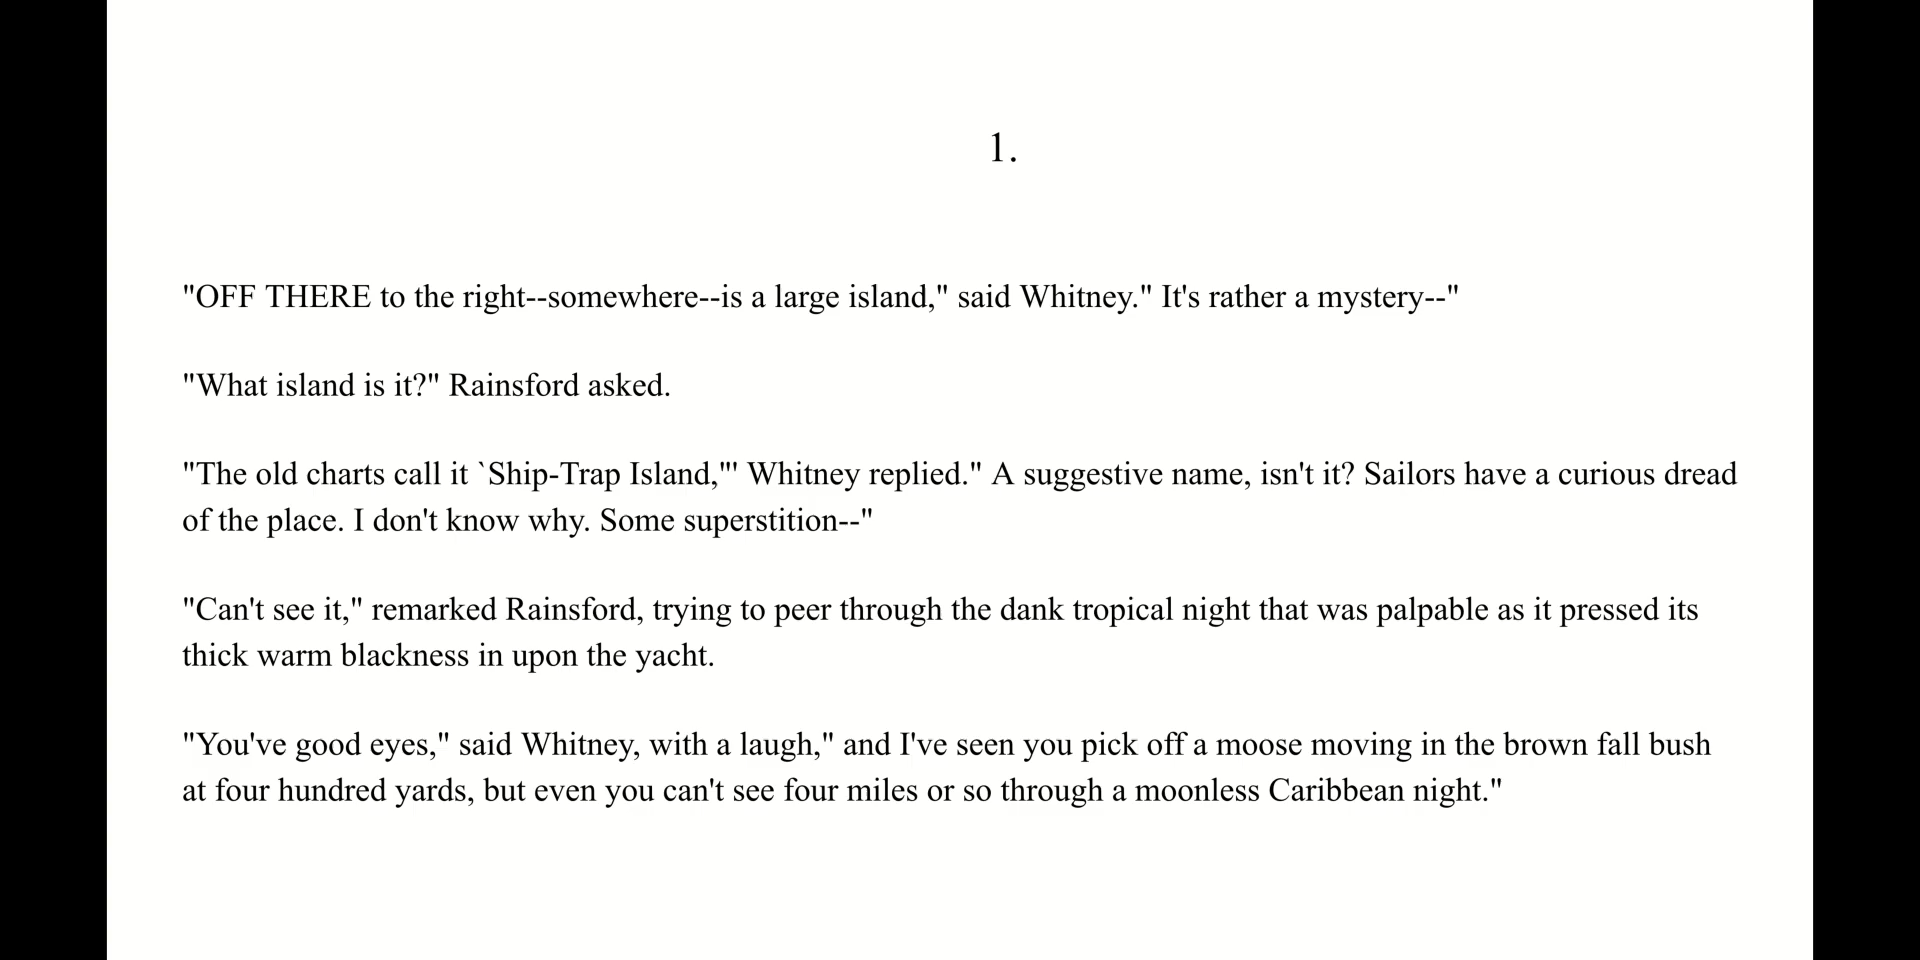 1.
"OFF THERE to the right--somewhere--is a large island," said Whitney." It's rather a mystery--"
"What island is it?" Rainsford asked.
"The old charts call it `Ship-Trap Island,"' Whitney replied." A suggestive name, isn't it? Sailors have a curious dread
of the place. I don't know why. Some superstition--"
"Can't see it," remarked Rainsford, trying to peer through the dank tropical night that was palpable as it pressed its
thick warm blackness in upon the yacht.
"You've good eyes," said Whitney, with a laugh," and I've seen you pick off a moose moving in the brown fall bush
at four hundred yards, but even you can't see four miles or so through a moonless Caribbean night."